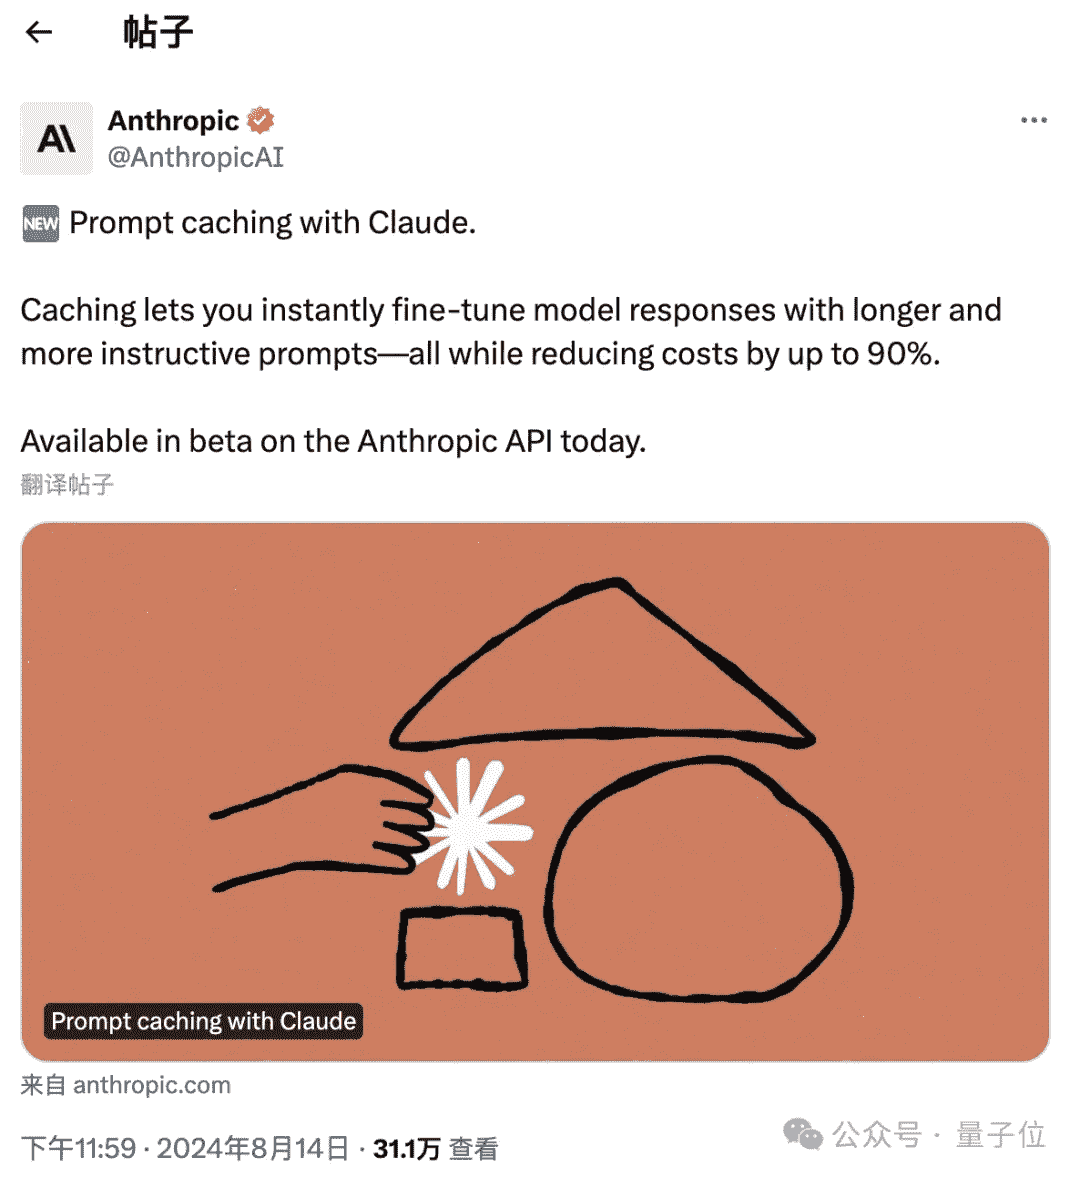 帖子
Anthropic
@AnthropicAI
NEW Prompt caching with Claude.
Caching lets you instantly fine-tune model responses with longer and
more instructive prompts—all while reducing costs by up to 90%.
Available in beta on the Anthropic API today.
翻译帖子
Prompt caching with Claude
来自 anthropic.com
下午11:59 · 2024年8月14日 · 31.1万 查看
公众号 · 量子位